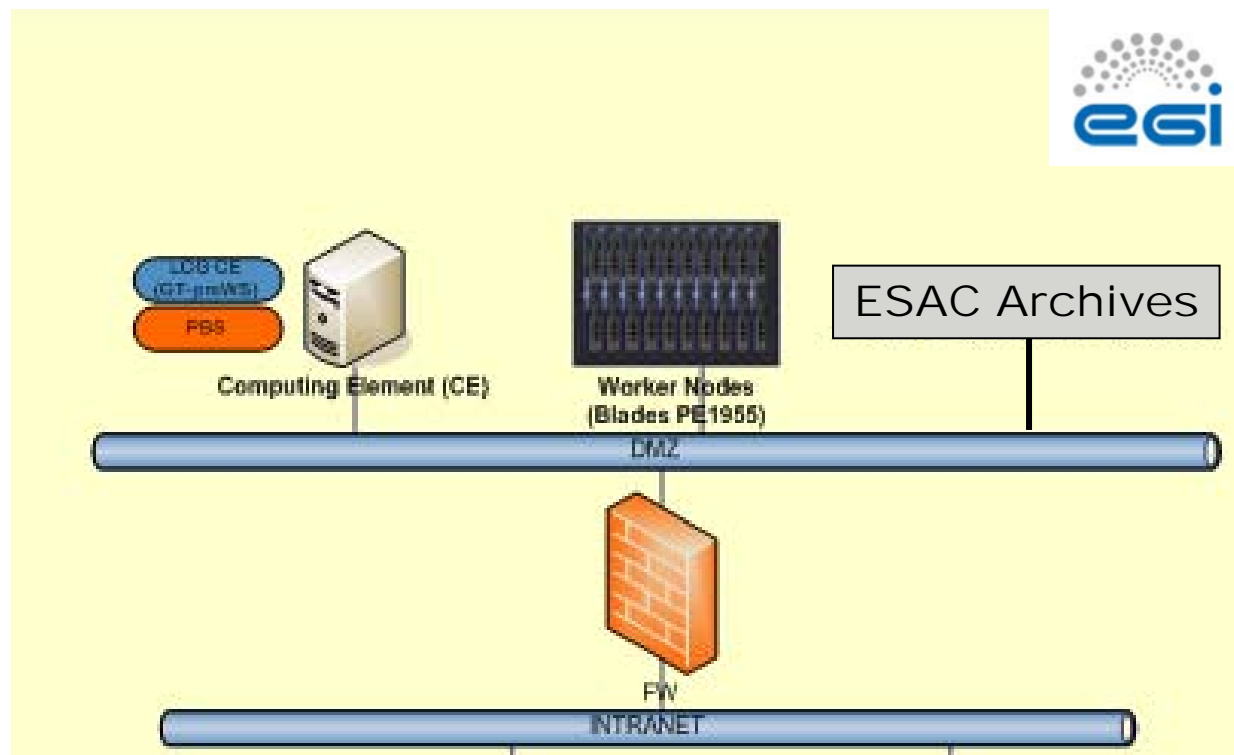 egi
LCG CE
(GT-preWS)
PBS
ESAC Archives
Computing Element (CE)
Worker Nodes
(Blades PE1955)
DMZ
FW
INTRANET